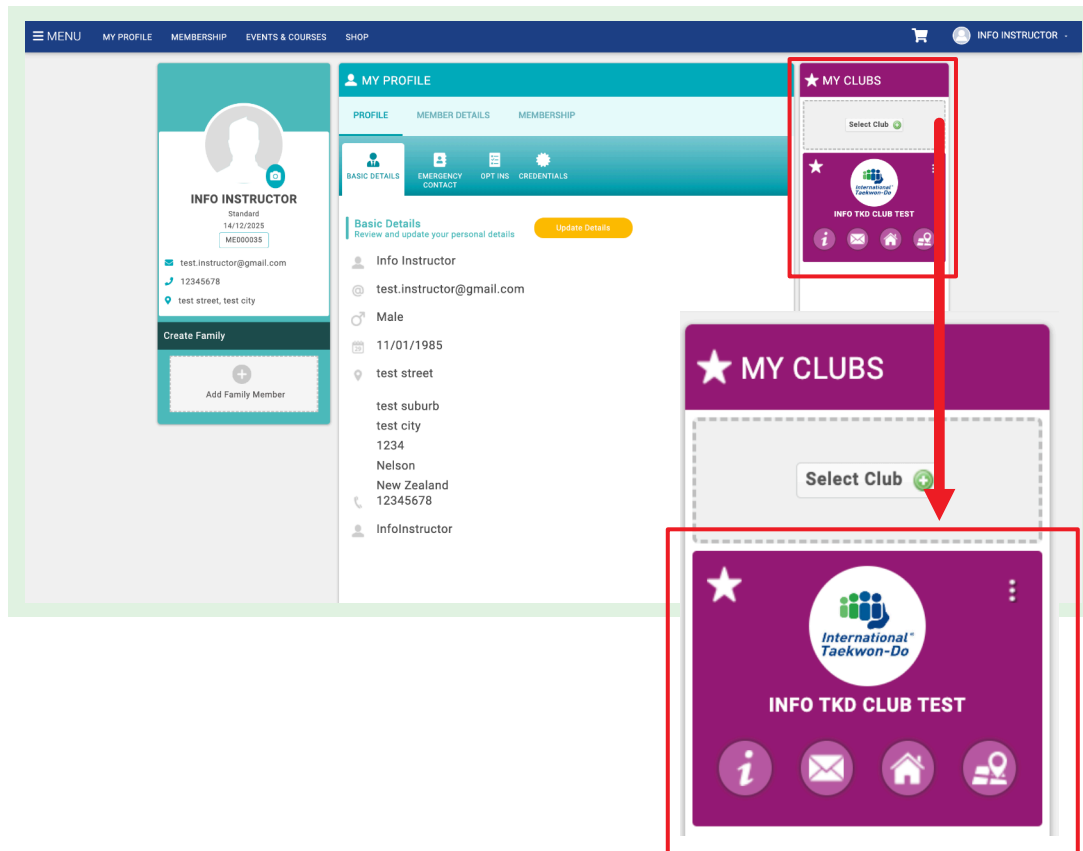 MENU MY PROFILE MEMBERSHIP EVENTS & COURSES SHOP INFO INSTRUCTOR
INFO INSTRUCTOR
Standard
14/12/2025
ME000035
test.instructor@gmail.com
12345678
test street, test city
Create Family
Add Family Member
MY PROFILE
PROFILE MEMBER DETAILS MEMBERSHIP
BASIC DETAILS
EMERGENCY CONTACT
OPT INS
CREDENTIALS
Basic Details
Review and update your personal details
Update Details
Info Instructor
test.instructor@gmail.com
Male
11/01/1985
test street
test suburb
test city
1234
Nelson
New Zealand
12345678
InfoInstructor
MY CLUBS
Select Club
International
Taekwon-Do
INFO TKD CLUB TEST
MY CLUBS
Select Club
International
Taekwon-Do
INFO TKD CLUB TEST